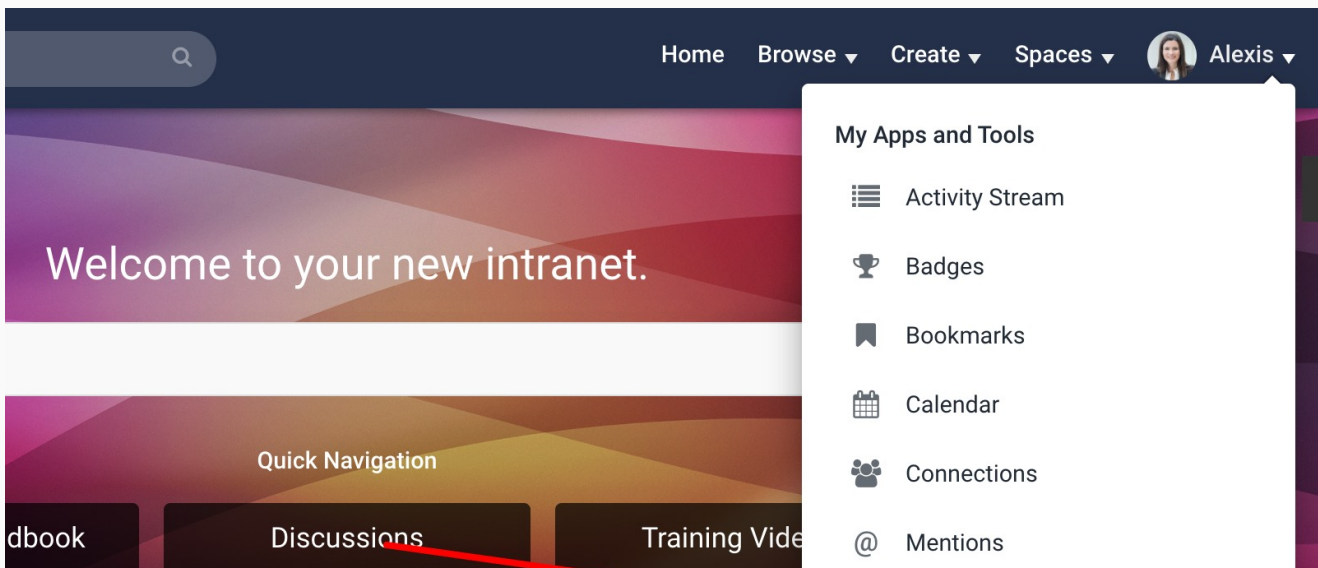 Home Browse Create Spaces Alexis
My Apps and Tools
Activity Stream
Badges
Bookmarks
Calendar
Connections
@ Mentions
Welcome to your new intranet.
Quick Navigation
dbook Discussions Training Vide